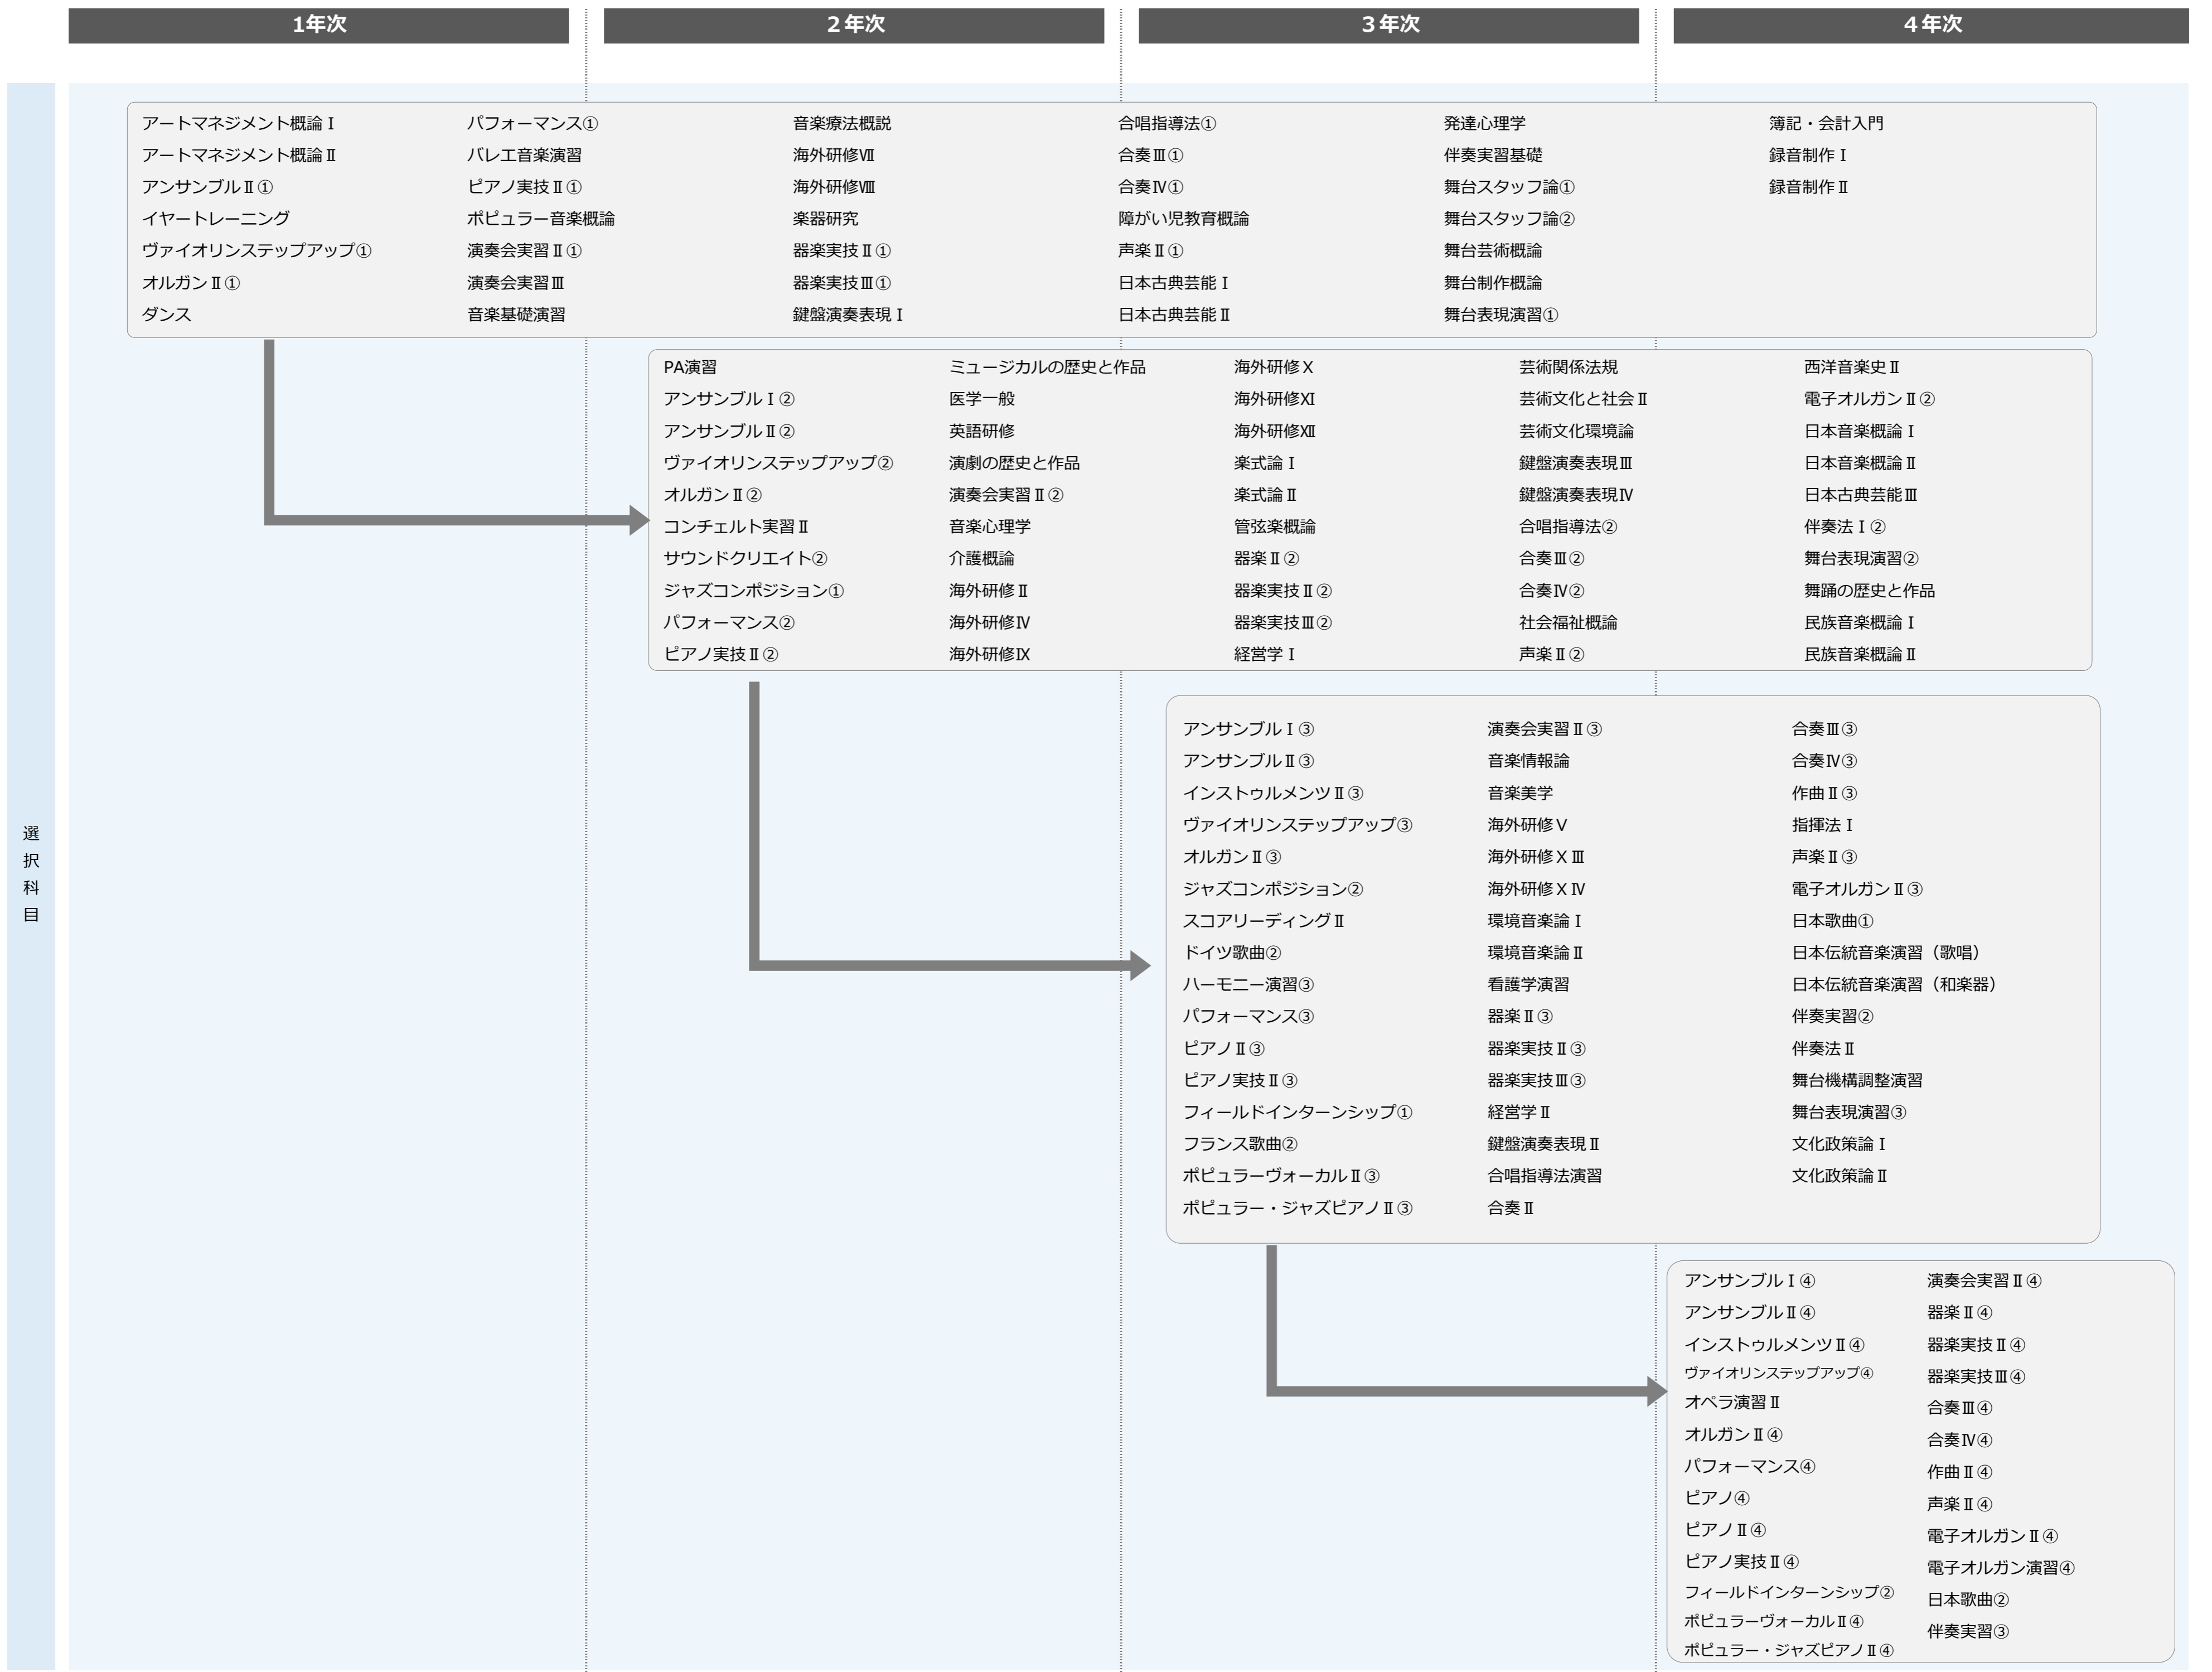 1年次
２年次
３年次
４年次
選択科目
アートマネジメント概論Ⅰ
アートマネジメント概論Ⅱ
アンサンブルⅡ①
イヤートレーニング
ヴァイオリンステップアップ①
オルガンⅡ①
ダンス
パフォーマンス①
バレエ音楽演習
ピアノ実技Ⅱ①
ポピュラー音楽概論
演奏会実習Ⅱ①
演奏会実習Ⅲ
音楽基礎演習
音楽療法概説
海外研修Ⅶ
海外研修Ⅷ
楽器研究
器楽実技Ⅱ①
器楽実技Ⅲ①
鍵盤演奏表現Ⅰ
合唱指導法①
合奏Ⅲ①
合奏Ⅳ①
障がい児教育概論
声楽Ⅱ①
日本古典芸能Ⅰ
日本古典芸能Ⅱ
発達心理学
伴奏実習基礎
舞台スタッフ論①
舞台スタッフ論②
舞台芸術概論
舞台制作概論
舞台表現演習①
簿記・会計入門
録音制作Ⅰ
録音制作Ⅱ
PA演習
アンサンブルⅠ②
アンサンブルⅡ②
ヴァイオリンステップアップ②
オルガンⅡ②
コンチェルト実習Ⅱ
サウンドクリエイト②
ジャズコンポジション①
パフォーマンス②
ピアノ実技Ⅱ②
ミュージカルの歴史と作品
医学一般
英語研修
演劇の歴史と作品
演奏会実習Ⅱ②
音楽心理学
介護概論
海外研修Ⅱ
海外研修Ⅳ
海外研修Ⅸ
海外研修Ⅹ
海外研修Ⅺ
海外研修Ⅻ
楽式論Ⅰ
楽式論Ⅱ
管弦楽概論
器楽Ⅱ②
器楽実技Ⅱ②
器楽実技Ⅲ②
経営学Ⅰ
芸術関係法規
芸術文化と社会Ⅱ
芸術文化環境論
鍵盤演奏表現Ⅲ
鍵盤演奏表現Ⅳ
合唱指導法②
合奏Ⅲ②
合奏Ⅳ②
社会福祉概論
声楽Ⅱ②
西洋音楽史Ⅱ
電子オルガンⅡ②
日本音楽概論Ⅰ
日本音楽概論Ⅱ
日本古典芸能Ⅲ
伴奏法Ⅰ②
舞台表現演習②
舞踊の歴史と作品
民族音楽概論Ⅰ
民族音楽概論Ⅱ
アンサンブルⅠ③
アンサンブルⅡ③
インストゥルメンツⅡ③
ヴァイオリンステップアップ③
オルガンⅡ③
ジャズコンポジション②
スコアリーディングⅡ
ドイツ歌曲②
ハーモニー演習③
パフォーマンス③
ピアノⅡ③
ピアノ実技Ⅱ③
フィールドインターンシップ①
フランス歌曲②
ポピュラーヴォーカルⅡ③
ポピュラー・ジャズピアノⅡ③
演奏会実習Ⅱ③
音楽情報論
音楽美学
海外研修Ⅴ
海外研修ⅩⅢ
海外研修ⅩⅣ
環境音楽論Ⅰ
環境音楽論Ⅱ
看護学演習
器楽Ⅱ③
器楽実技Ⅱ③
器楽実技Ⅲ③
経営学Ⅱ
鍵盤演奏表現Ⅱ
合唱指導法演習
合奏Ⅱ
合奏Ⅲ③
合奏Ⅳ③
作曲Ⅱ③
指揮法Ⅰ
声楽Ⅱ③
電子オルガンⅡ③
日本歌曲①
日本伝統音楽演習（歌唱）
日本伝統音楽演習（和楽器）
伴奏実習②
伴奏法Ⅱ
舞台機構調整演習
舞台表現演習③
文化政策論Ⅰ
文化政策論Ⅱ
アンサンブルⅠ④
アンサンブルⅡ④
インストゥルメンツⅡ④
ヴァイオリンステップアップ④
オペラ演習Ⅱ
オルガンⅡ④
パフォーマンス④
ピアノ④
ピアノⅡ④
ピアノ実技Ⅱ④
フィールドインターンシップ②
ポピュラーヴォーカルⅡ④
ポピュラー・ジャズピアノⅡ④
演奏会実習Ⅱ④
器楽Ⅱ④
器楽実技Ⅱ④
器楽実技Ⅲ④
合奏Ⅲ④
合奏Ⅳ④
作曲Ⅱ④
声楽Ⅱ④
電子オルガンⅡ④
電子オルガン演習④
日本歌曲②
伴奏実習③